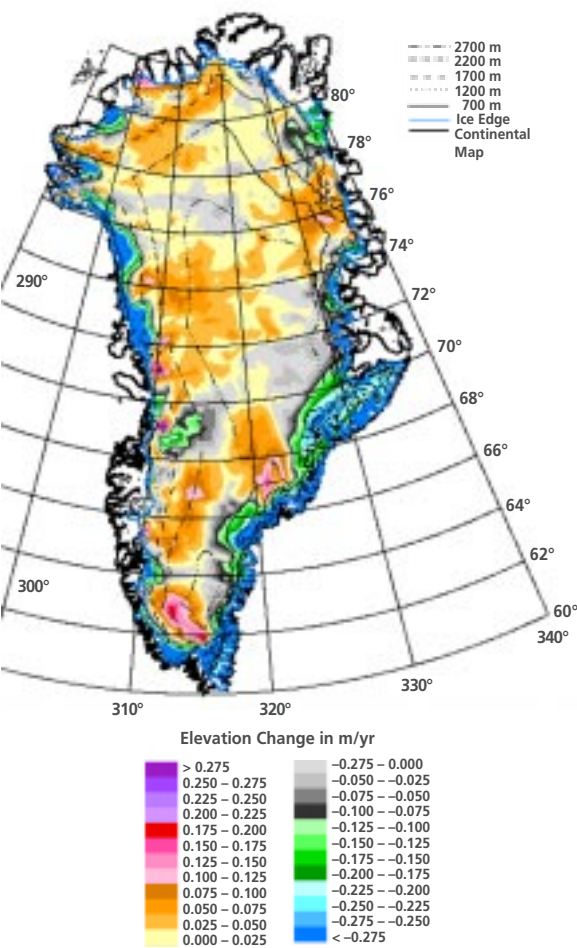 2700 m
2200 m
1700 m
1200 m
700 m
Ice Edge
Continental
Map
80°
78°
76°
74°
72°
70°
68°
66°
64°
62°
60°
290°
300°
310°
320°
330°
340°
Elevation Change in m/yr
> 0.275
0.250 – 0.275
0.225 – 0.250
0.200 – 0.225
0.175 – 0.200
0.150 – 0.175
0.125 – 0.150
0.100 – 0.125
0.075 – 0.100
0.050 – 0.075
0.025 – 0.050
0.000 – 0.025
–0.275 – 0.000
–0.050 – –0.025
–0.075 – –0.050
–0.100 – –0.075
–0.125 – –0.100
–0.150 – –0.125
–0.175 – –0.150
–0.200 – –0.175
–0.225 – –0.200
–0.250 – –0.225
–0.275 – –0.250
< –0.275